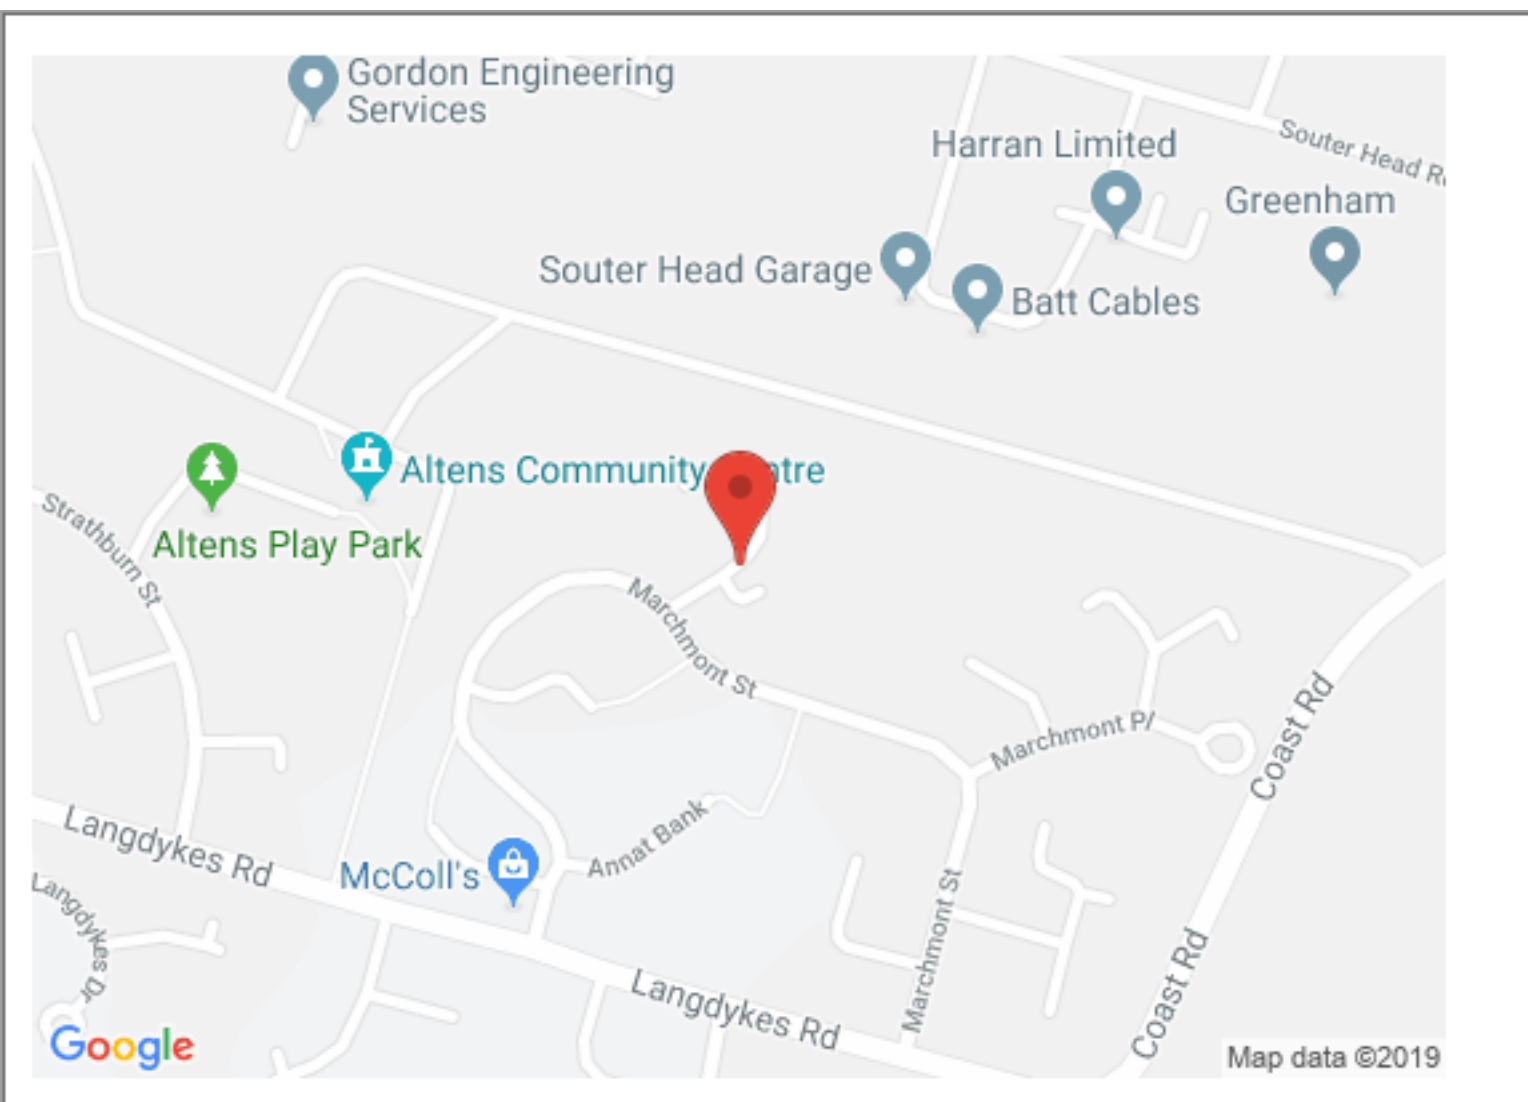 Gordon Engineering
Services
Harran Limited
Souter Head
Greenham
Souter Head Garage
Batt Cables
Altens Community
Altens Play Park
Strathburn St
Marchmont St
Marchmont Pl
Coast Rd
Langdykes Rd
McColl's
Annat Bank
Langdykes Dr
Marchmont St
Coast Rd
Langdykes Rd
Google
Map data ©2019